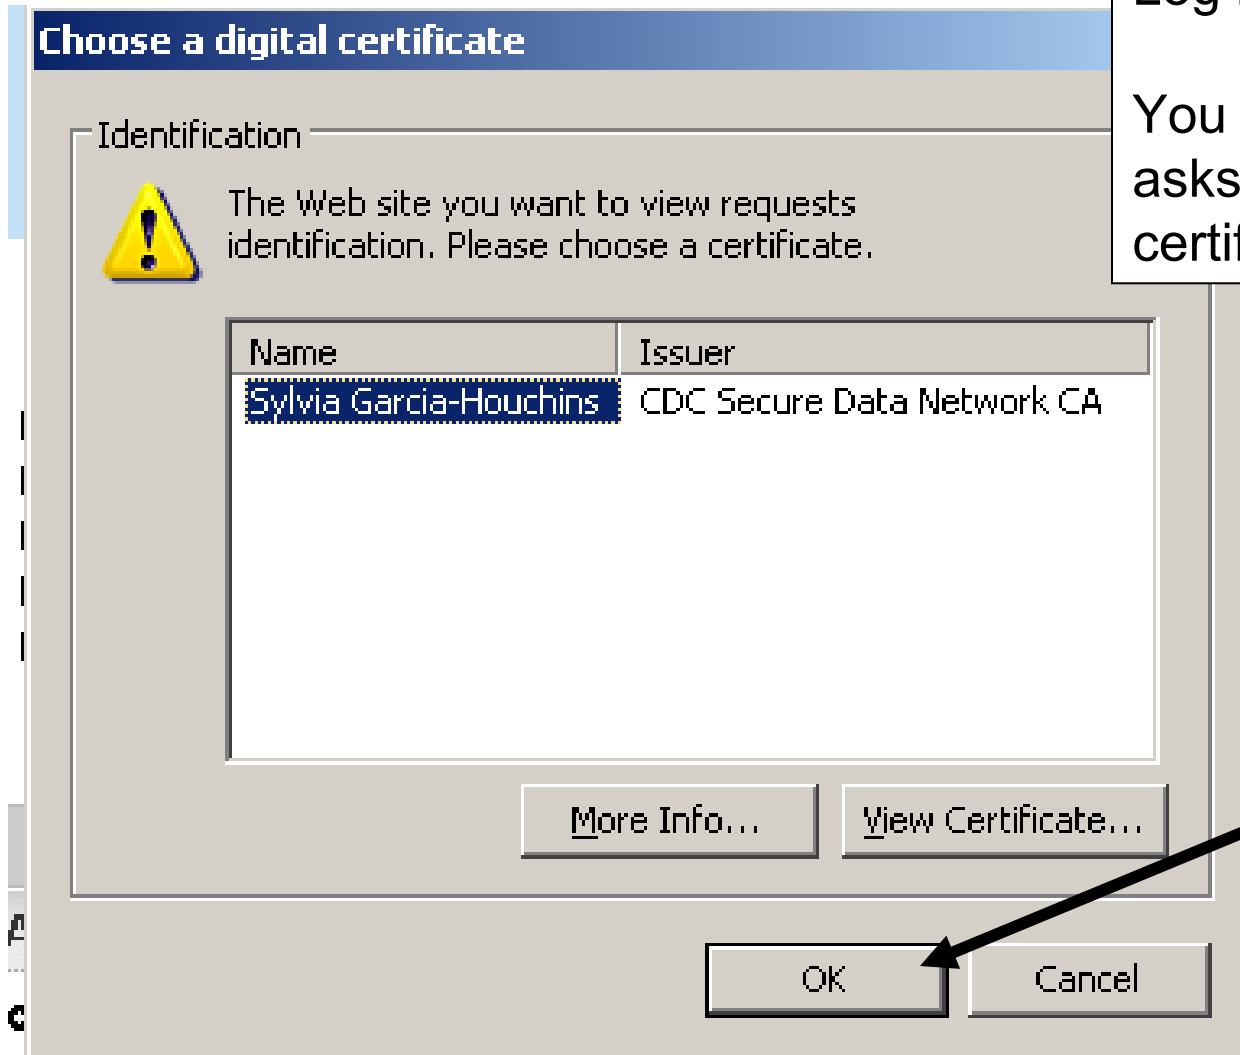 Choose a digital certificate
You
asks
Identification
The Web site you want to view requests
identification. Please choose a certificate.
Name Issuer
Sylvia Garcia-Houchins CDC Secure Data Network CA
More Info... View Certificate...
OK Cancel